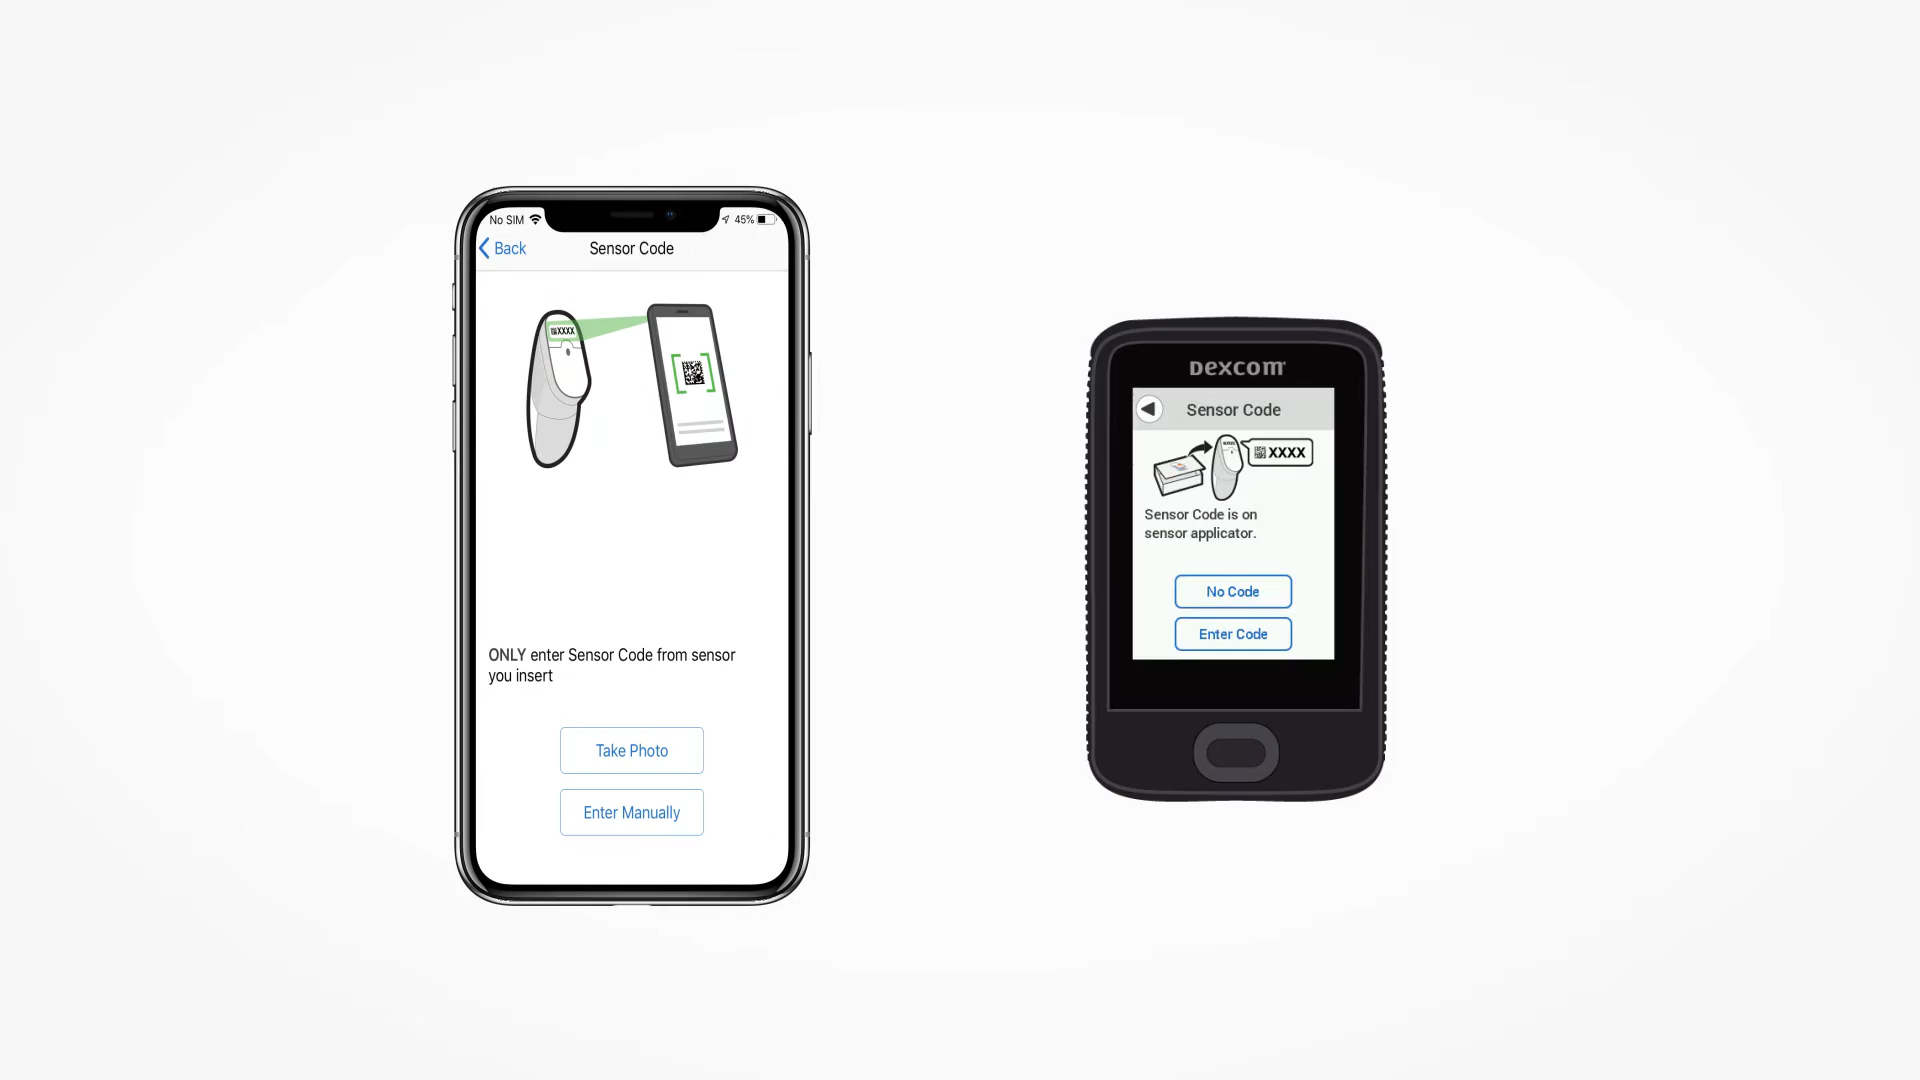 No SIM
45%
Back
Sensor Code
XXXX
ONLY enter Sensor Code from sensor
you insert
Take Photo
Enter Manually
Dexcom
Sensor Code
XXXX
Sensor Code is on
sensor applicator.
No Code
Enter Code